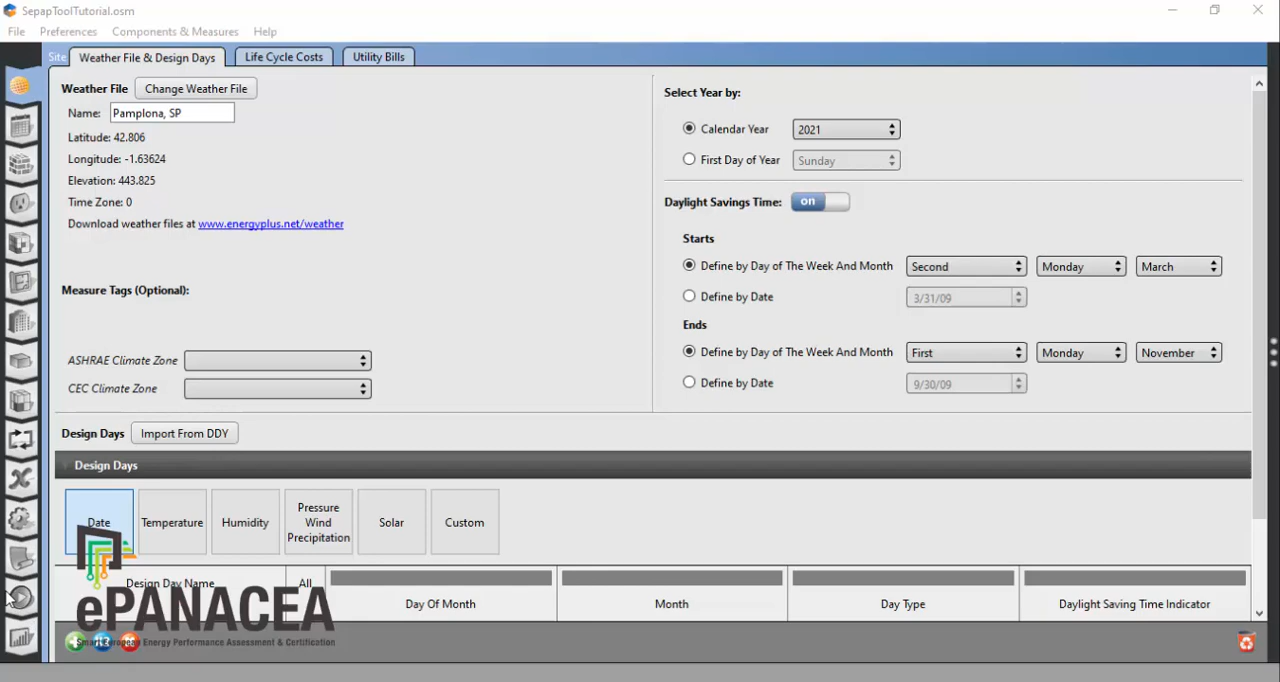 SepapToolTutorial.osm
File Preferences Components & Measures Help
Site Weather File & Design Days Life Cycle Costs Utility Bills
Weather File Change Weather File
Name: Pamplona, SP
Latitude: 42.806
Longitude: -1.63624
Elevation: 443.825
Time Zone: 0
Download weather files at www.energyplus.net/weather
Measure Tags (Optional):
ASHRAE Climate Zone
CEC Climate Zone
Select Year by:
Calendar Year 2021
First Day of Year Sunday
Daylight Savings Time: on
Starts
Define by Day of The Week And Month Second Monday March
Define by Date 3/31/09
Ends
Define by Day of The Week And Month First Monday November
Define by Date 9/30/09
Design Days Import From DDY
Design Days
Date Temperature Humidity Pressure Wind Precipitation Solar Custom
Design Day Name All Day Of Month Month Day Type Daylight Saving Time Indicator
ePANACEA
Smart European Energy Performance Assessment & Certification